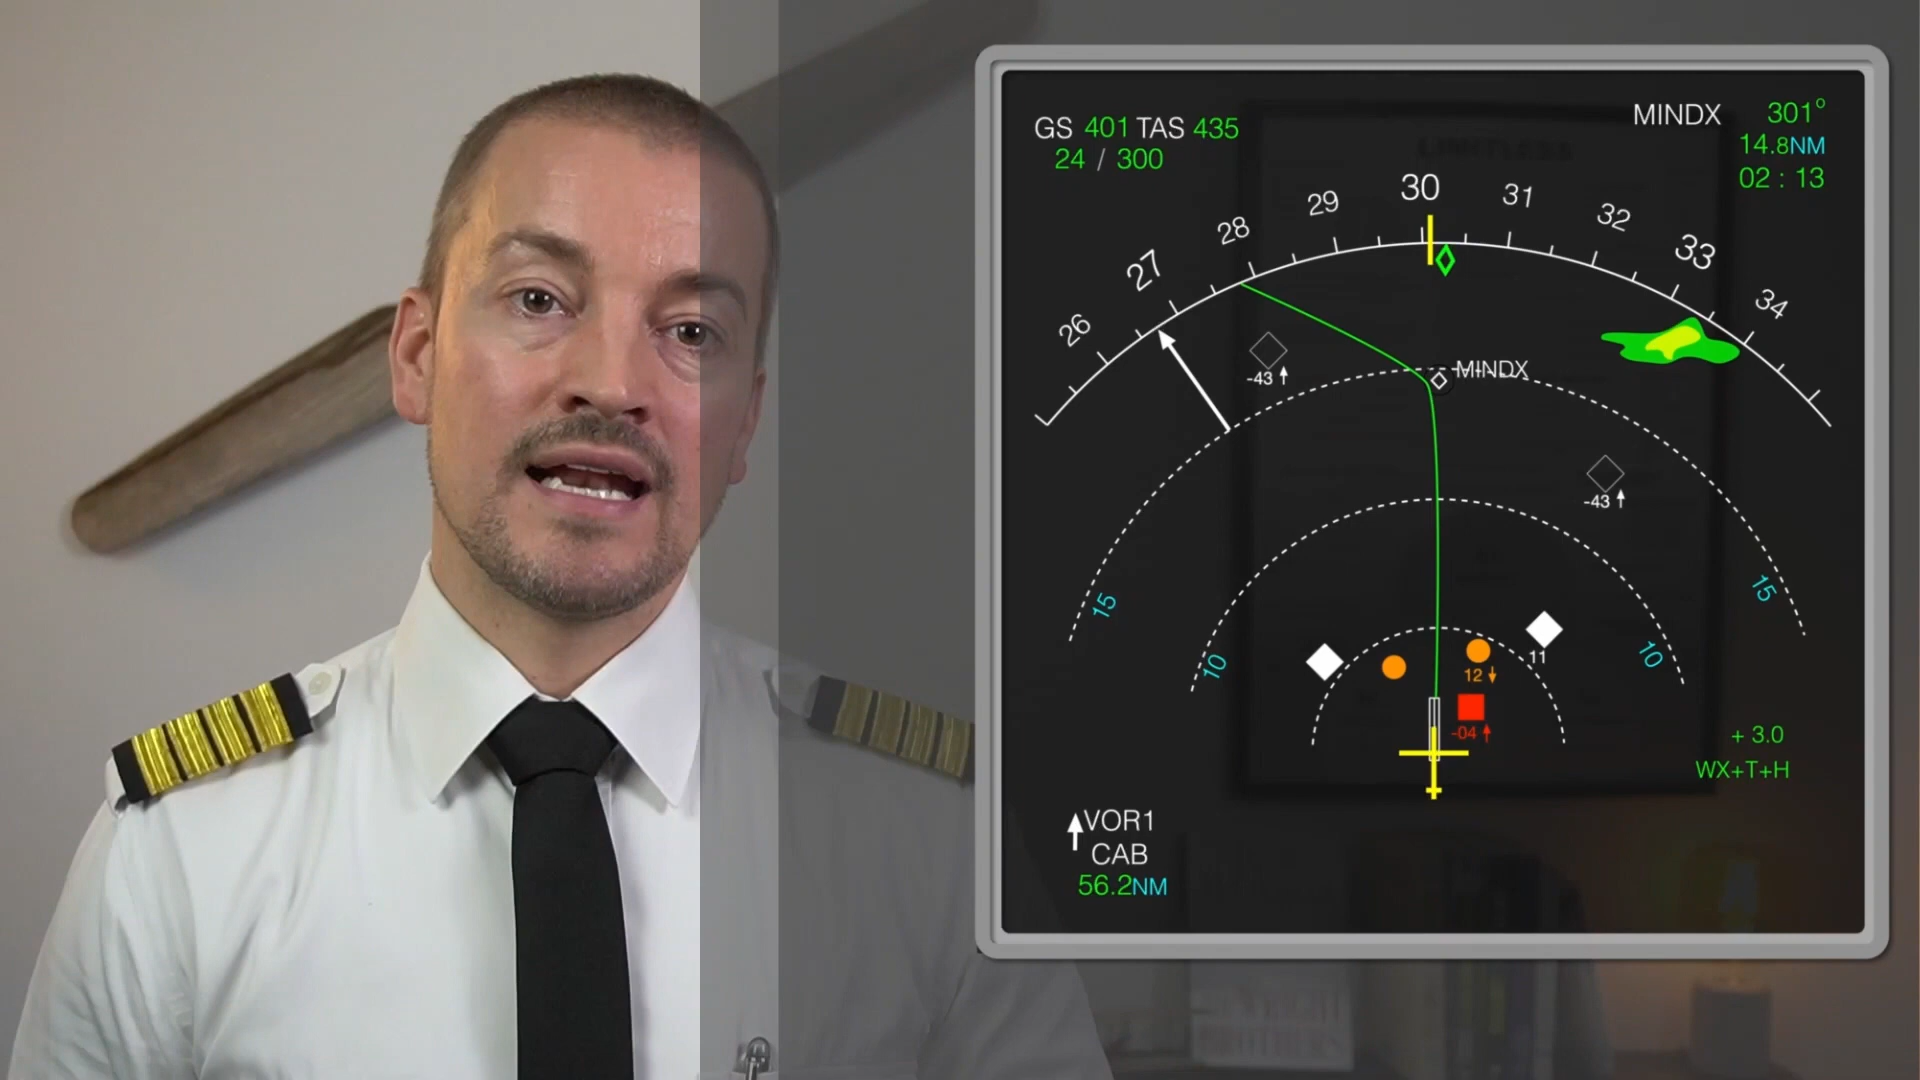 GS 401 TAS 435
24 / 300
MINDX 301°
14.8NM
02 : 13
26 27 28 29 30 31 32 33 34
-43↑
MINDX
-43↑
15 15
10 10
11
12↓
-04↑
+ 3.0
WX+T+H
↑VOR1
CAB
56.2NM